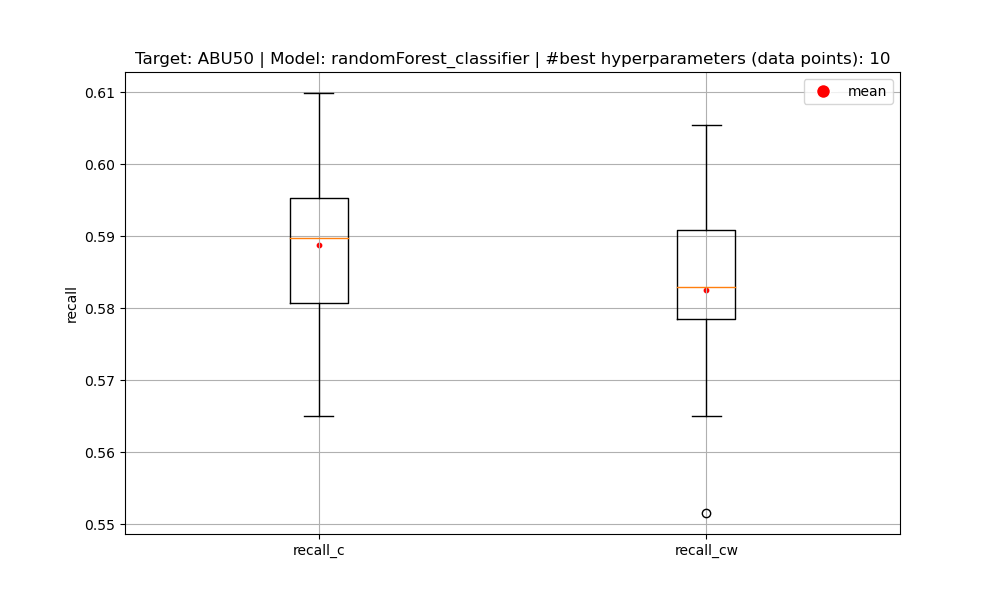 Target: ABU50 | Model: randomForest_classifier | #best hyperparameters (data points): 10
mean
0.61
0.60
0.59
0.58
0.57
0.56
0.55
recall
recall_c
recall_cw